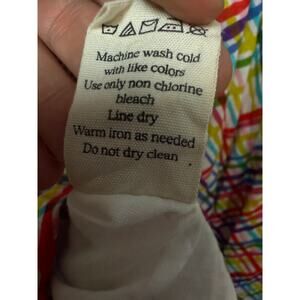 Machine wash cold
with like colors
Use only non chlorine
bleach
Line dry
Warm iron as needed
Do not dry clean